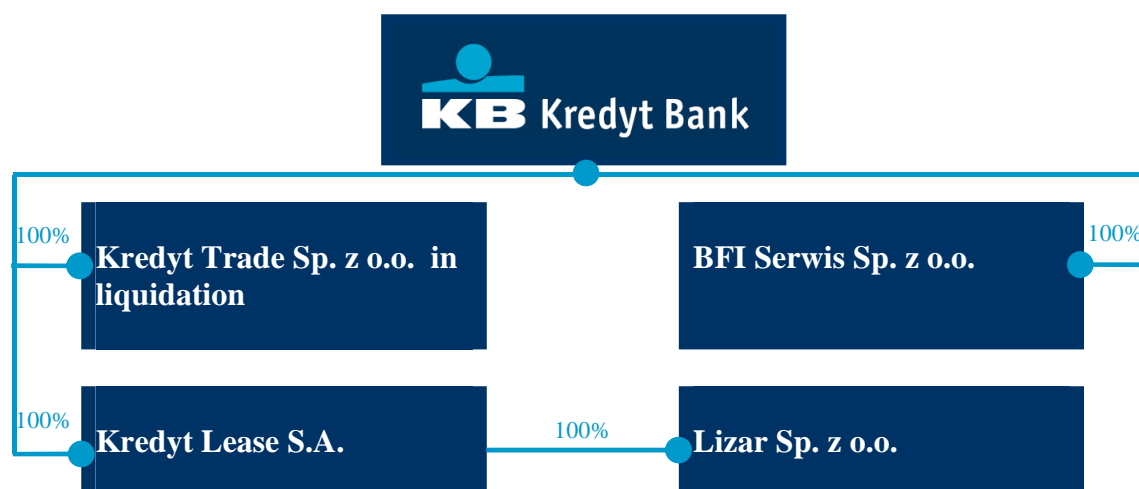 KB Kredyt Bank
100%
Kredyt Trade Sp. z o.o. in
liquidation
BFI Serwis Sp. z o.o.
100%
100%
Kredyt Lease S.A.
100%
Lizar Sp. z o.o.